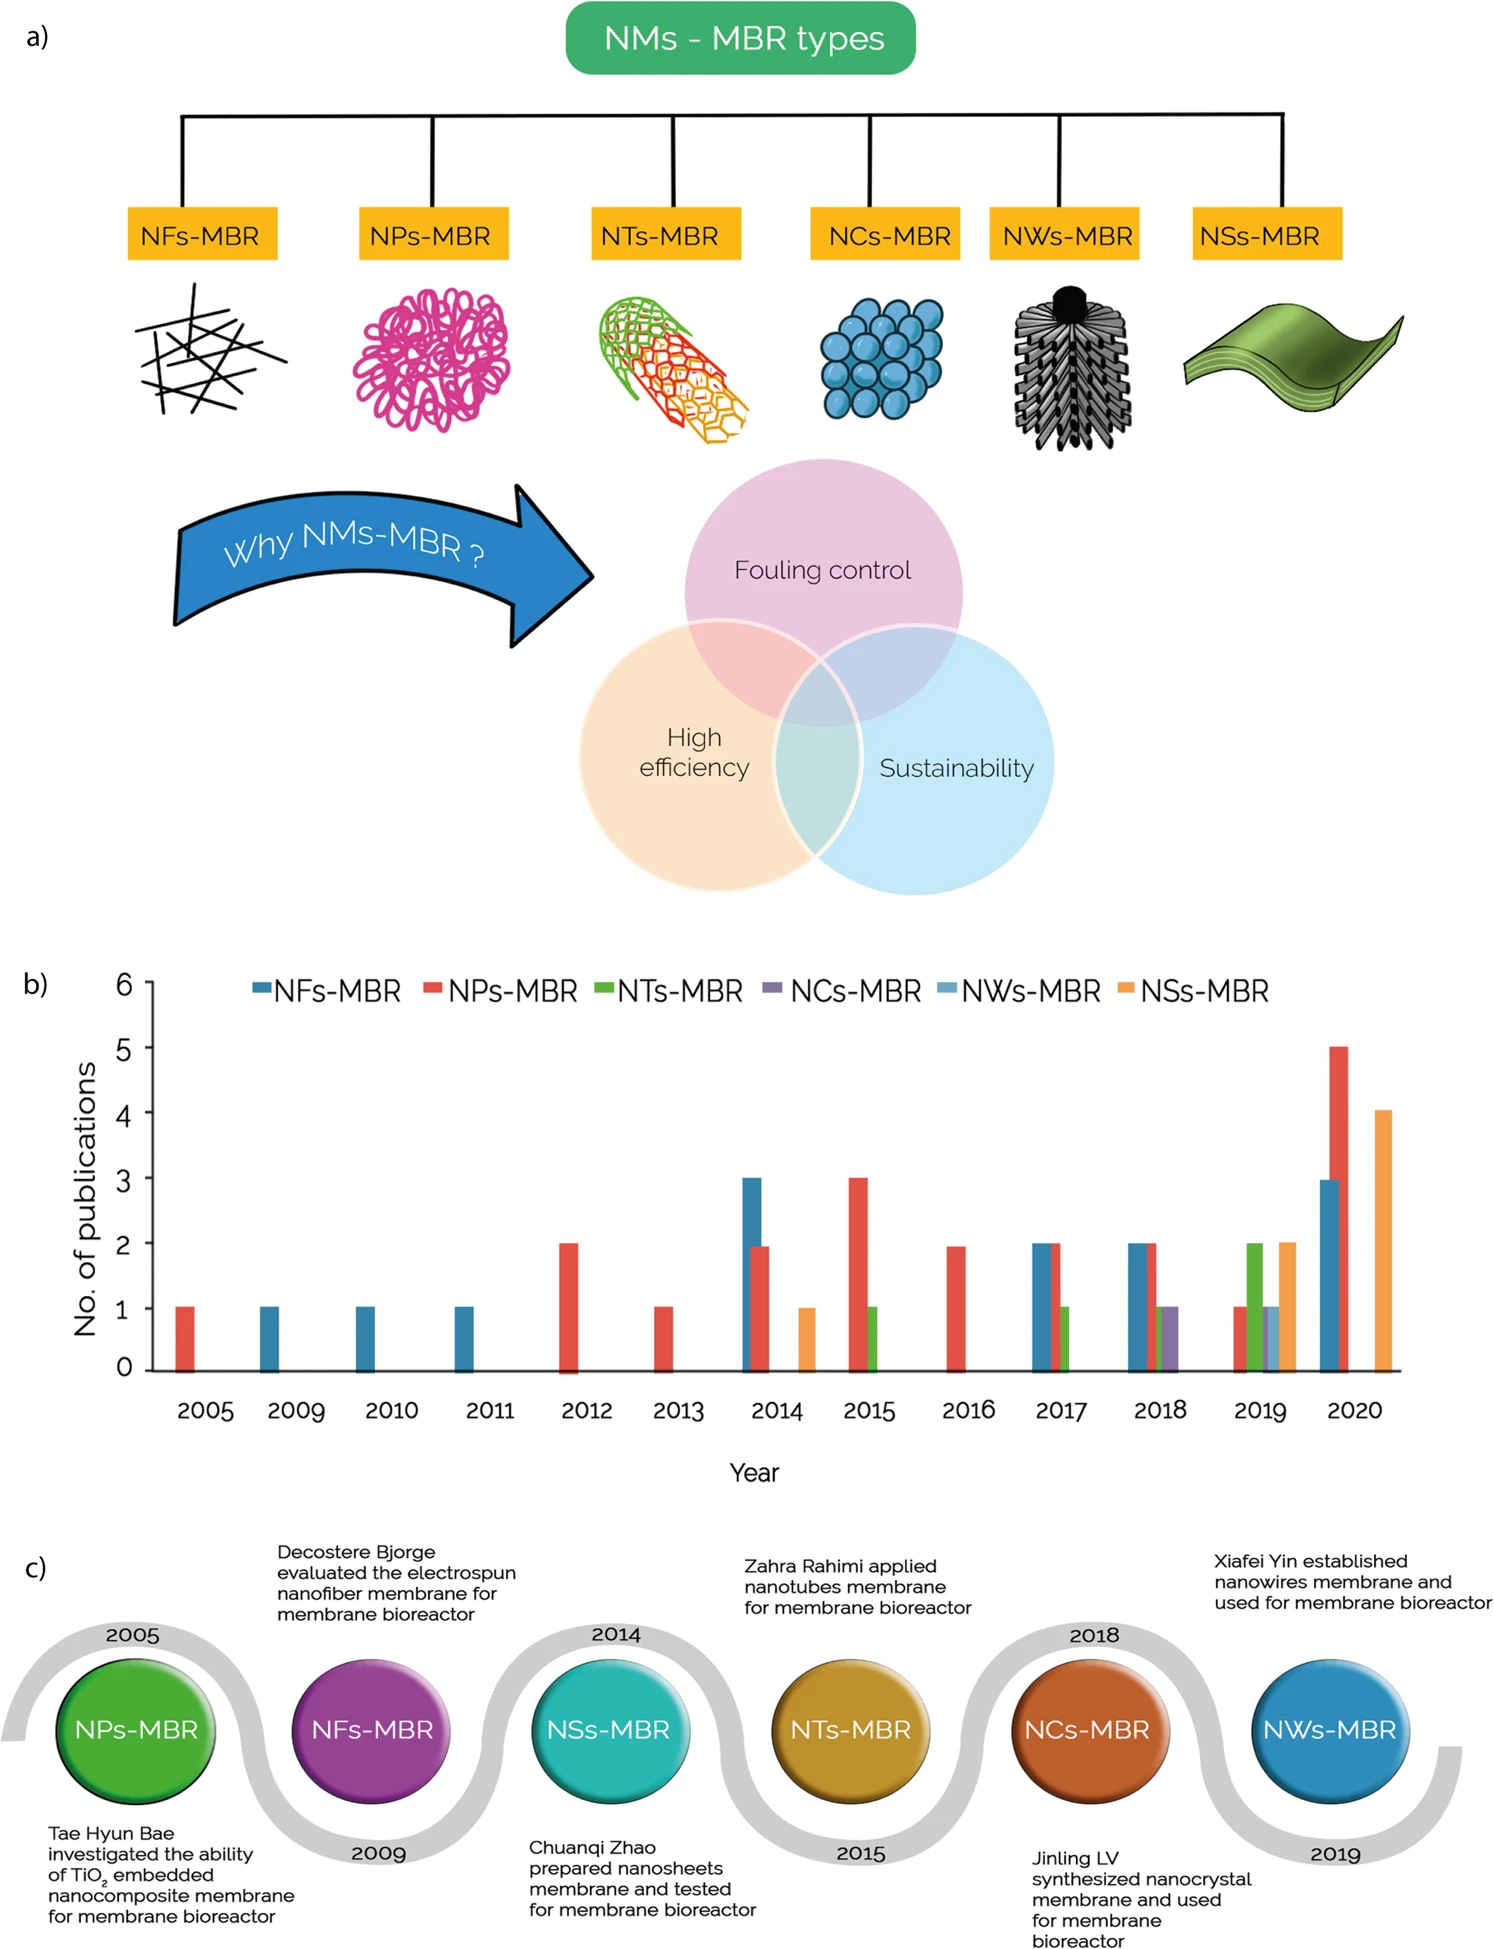 a)
NMs - MBR types
NFs-MBR
NPs-MBR
NTs-MBR
NCs-MBR
NWs-MBR
NSs-MBR
Why NMs-MBR ?
Fouling control
High
efficiency
Sustainability
b)
NFs-MBR
NPs-MBR
NTs-MBR
NCs-MBR
NWs-MBR
NSs-MBR
No. of publications
6
5
4
3
2
1
0
2005
2009
2010
2011
2012
2013
2014
2015
2016
2017
2018
2019
2020
Year
c)
2005
NPs-MBR
Tae Hyun Bae
investigated the ability
of TiO₂ embedded
nanocomposite membrane
for membrane bioreactor
Decostere Bjorge
evaluated the electrospun
nanofiber membrane for
membrane bioreactor
NFs-MBR
2009
2014
NSs-MBR
Chuanqi Zhao
prepared nanosheets
membrane and tested
for membrane bioreactor
Zahra Rahimi applied
nanotubes membrane
for membrane bioreactor
NTs-MBR
2015
2018
NCs-MBR
Jinling LV
synthesized nanocrystal
membrane and used
for membrane
bioreactor
Xiafei Yin established
nanowires membrane and
used for membrane bioreactor
NWs-MBR
2019